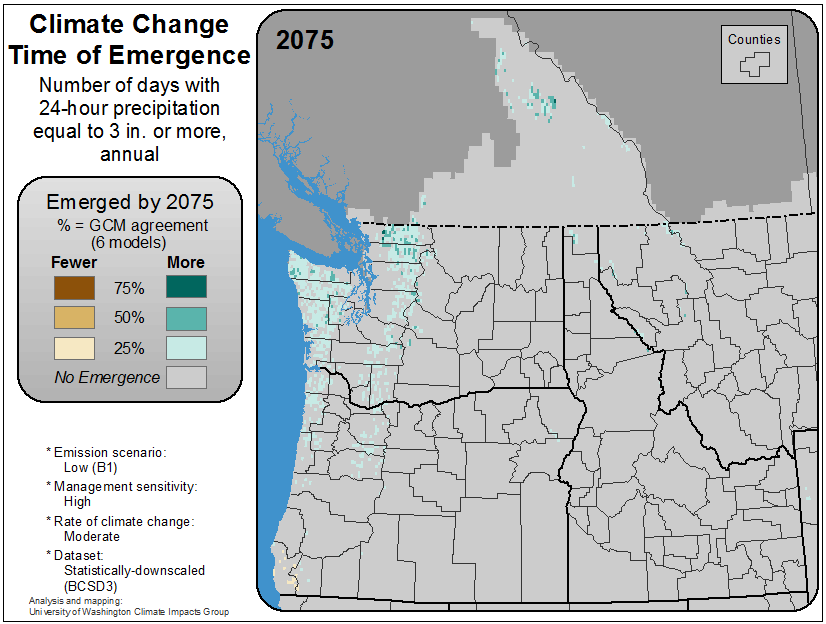 Climate Change
Time of Emergence
Number of days with
24-hour precipitation
equal to 3 in. or more,
annual
Emerged by 2075
% = GCM agreement
(6 models)
Fewer More
75%
50%
25%
No Emergence
* Emission scenario:
Low (B1)
* Management sensitivity:
High
* Rate of climate change:
Moderate
* Dataset:
Statistically-downscaled
(BCSD3)
Analysis and mapping:
University of Washington Climate Impacts Group
2075
Counties